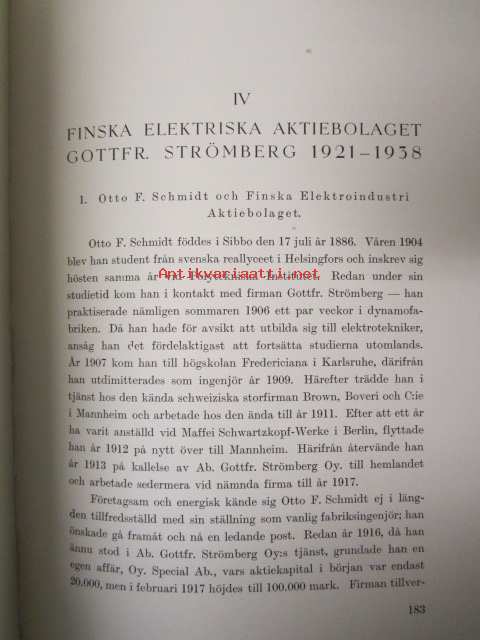 IV
FINSKA ELEKTRISKA AKTIEBOLAGET
GOTTFR. STRÖMBERG 1921–1938
1. Otto F. Schmidt och Finska Elektroindustri
Aktiebolaget.
Otto F. Schmidt föddes i Sibbo den 17 juli år 1886. Våren 1904
blev han student från svenska reallyceet i Helsingfors och inskrev sig
hösten samma år vid Polytekniska Institutet. Redan under sin
Antikvariaatti.net
studietid kom han i kontakt med firman Gottfr. Strömberg — han
praktiserade nämligen sommaren 1906 ett par veckor i dynamofa-
briken. Då han hade för avsikt att utbilda sig till elektrotekniker,
ansåg han det fördelaktigast att fortsätta studierna utomlands.
År 1907 kom han till högskolan Fredericiana i Karlsruhe, därifrån
han utdimitterades som ingenjör år 1909. Härefter trädde han i
tjänst hos den kända schweiziska storfirman Brown, Boveri och C:ie
i Mannheim och arbetade hos den ända till år 1911. Efter att ett år
ha varit anställd vid Maffei Schwartzkopf-Werke i Berlin, flyttade
han år 1912 på nytt över till Mannheim. Härifrån återvände han
år 1913 på kallelse av Ab. Gottfr. Strömberg Oy. till hemlandet
och arbetade sedermera vid nämnda firma till år 1917.
Företagsam och energisk kände sig Otto F. Schmidt ej i läng-
den tillfredsställd med sin ställning som vanlig fabriksingenjör; han
önskade gå framåt och nå en ledande post. Redan år 1916, då han
ännu stod i Ab. Gottfr. Strömberg Oy:s tjänst, grundade han en
egen affär, Oy. Special Ab., vars aktiekapital i början var endast
20.000, men i februari 1917 höjdes till 100.000 mark. Firman tillver-
183